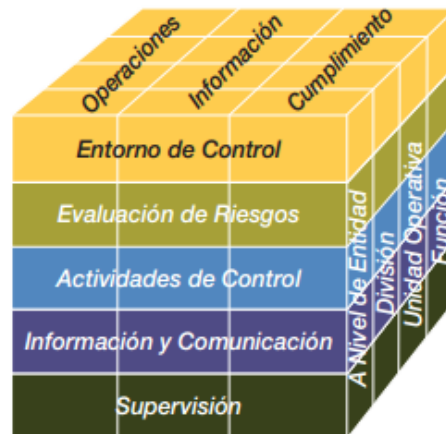 Operaciones
Información
Cumplimiento
Entorno de Control
Evaluación de Riesgos
Actividades de Control
Información y Comunicación
Supervisión
A Nivel de Entidad
División
Unidad Operativa
Función